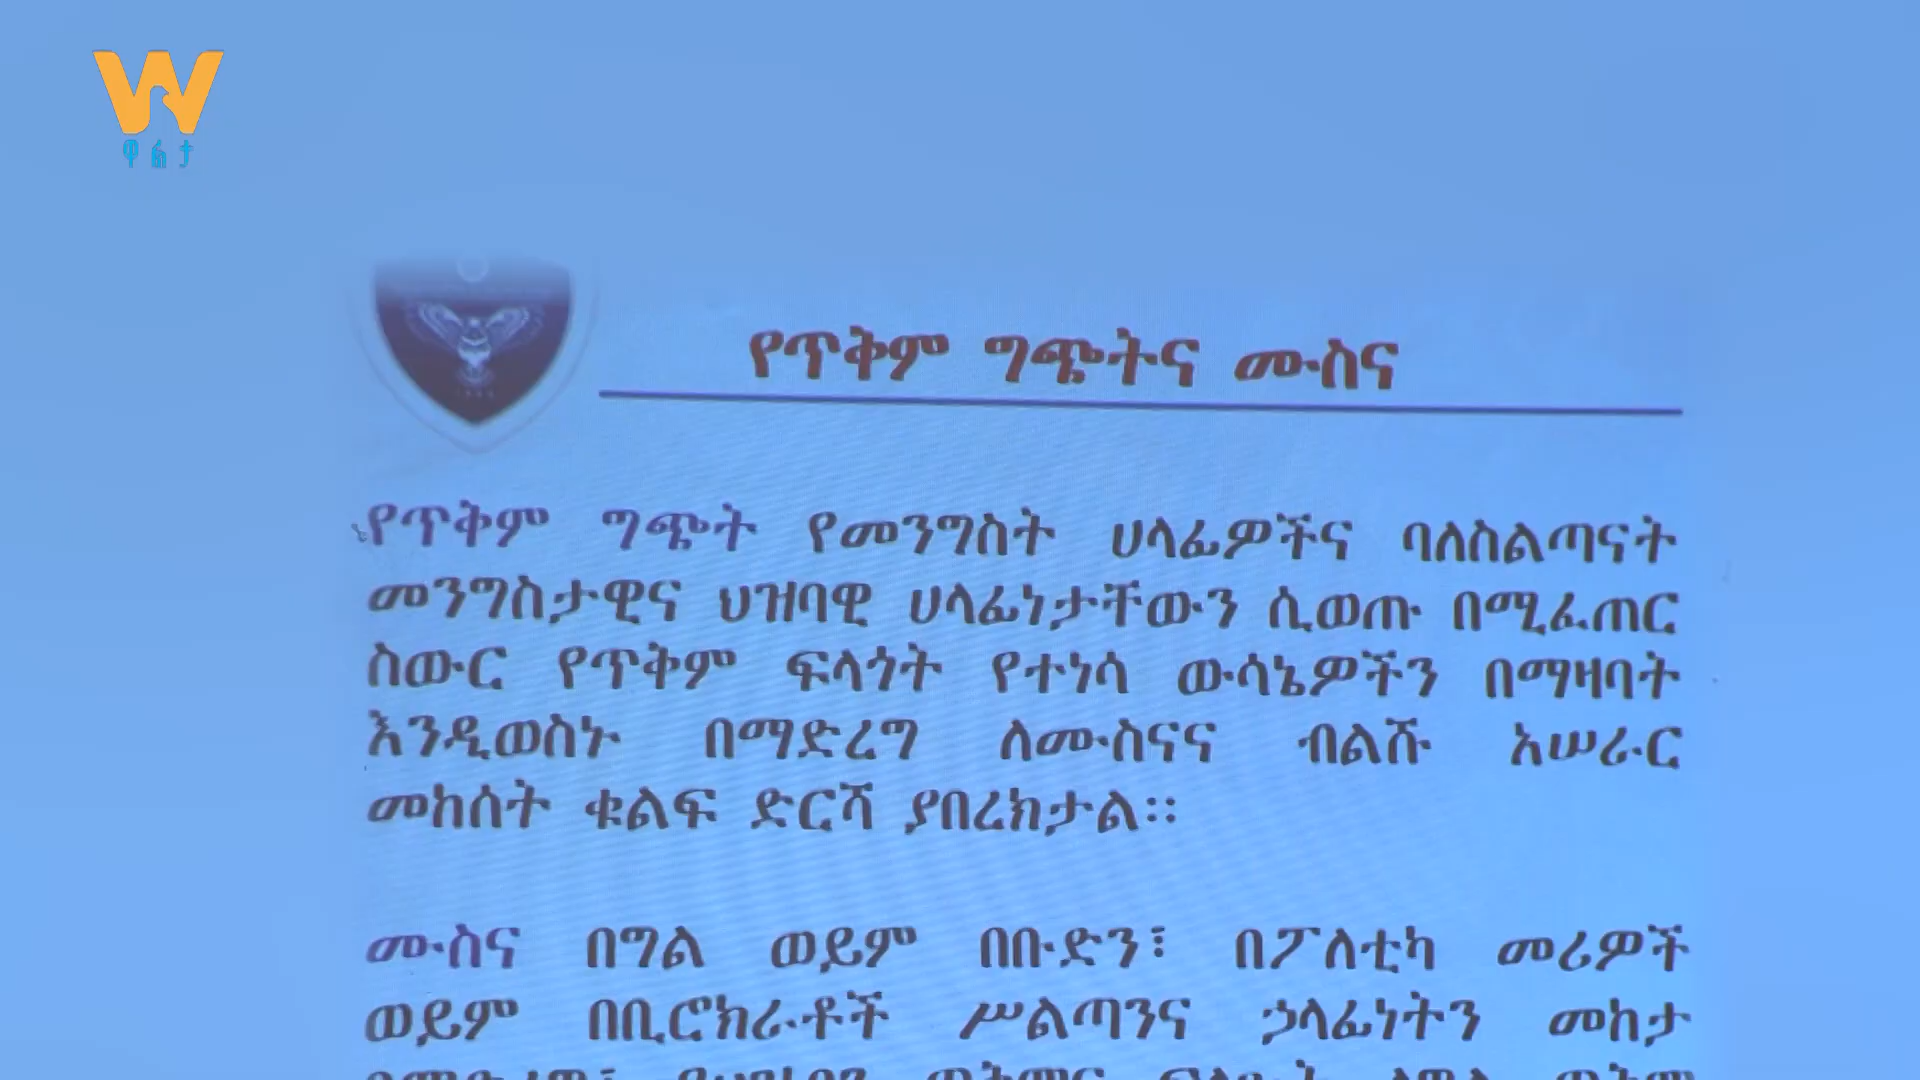 ዋልታ
የጥቅም ግጭትና ሙስና
የጥቅም ግጭት የመንግስት ሀላፊዎችና ባለስልጣናት
መንግስታዊና ህዝባዊ ሀላፊነታቸውን ሲወጡ በሚፈጠር
ስውር የጥቅም ፍላጎት የተነሳ ውሳኔዎችን በማዛባት
እንዲወስኑ በማድረግ ለሙስናና ብልሹ አሠራር
መከሰት ቁልፍ ድርሻ ያበረክታል፡፡
ሙስና በግል ወይም በቡድን፣ በፖለቲካ መሪዎች
ወይም በቢሮክራቶች ሥልጣንና ኃላፊነትን መከታ